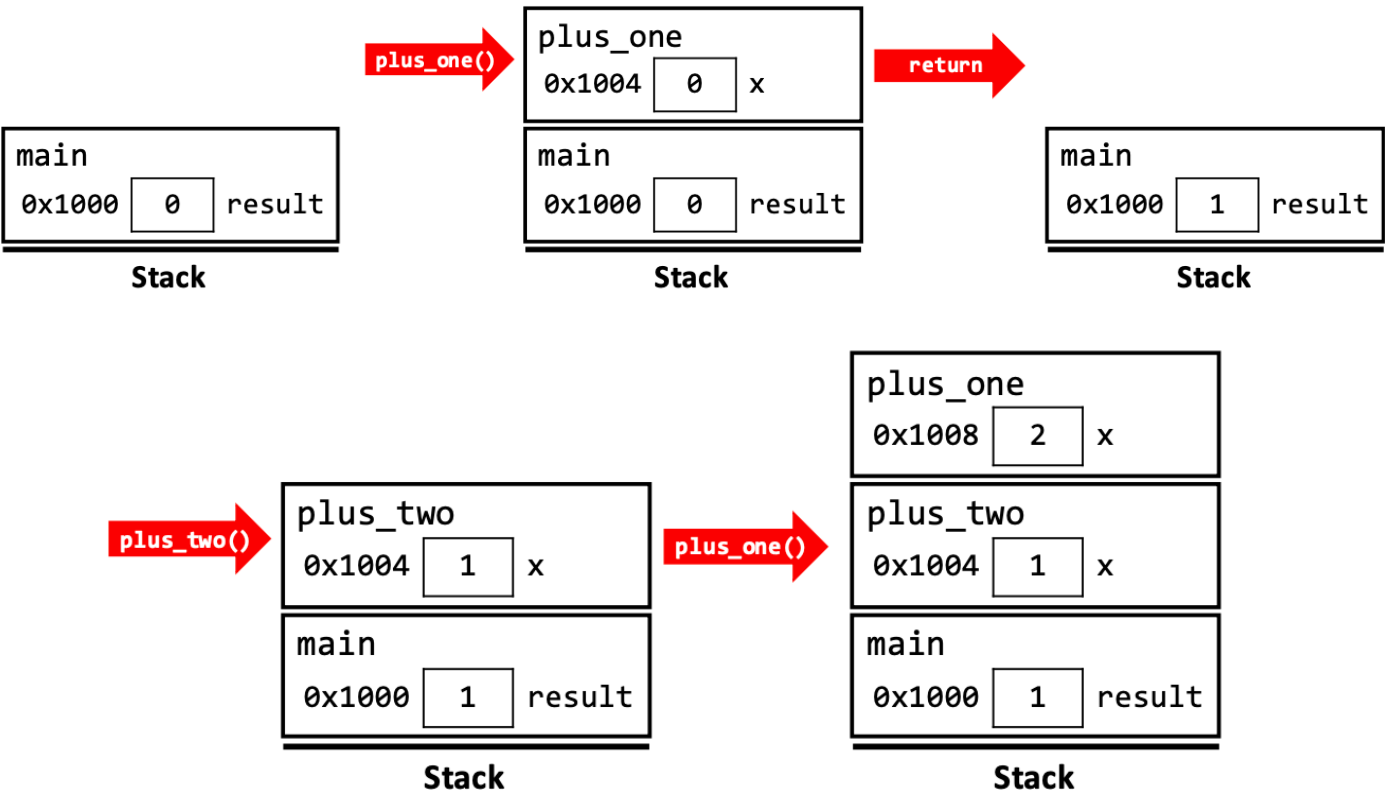 plus_one()
plus_one
0x1004 0 x
return
main
0x1000 0 result
main
0x1000 0 result
main
0x1000 1 result
Stack
Stack
Stack
plus_one
0x1008 2 x
plus_two()
plus_two
0x1004 1 x
plus_one()
plus_two
0x1004 1 x
main
0x1000 1 result
main
0x1000 1 result
Stack
Stack